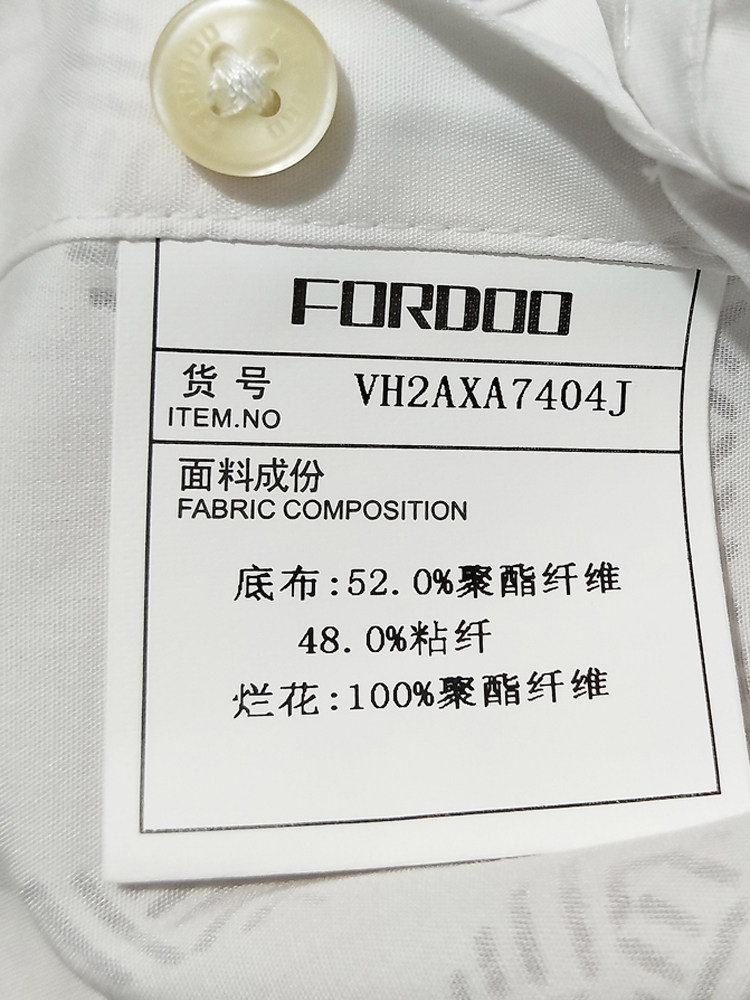 FORDOO
货号 VH2AXA7404J
ITEM.NO
面料成份
FABRIC COMPOSITION
底布:52.0%聚酯纤维
48.0%粘纤
烂花:100%聚酯纤维